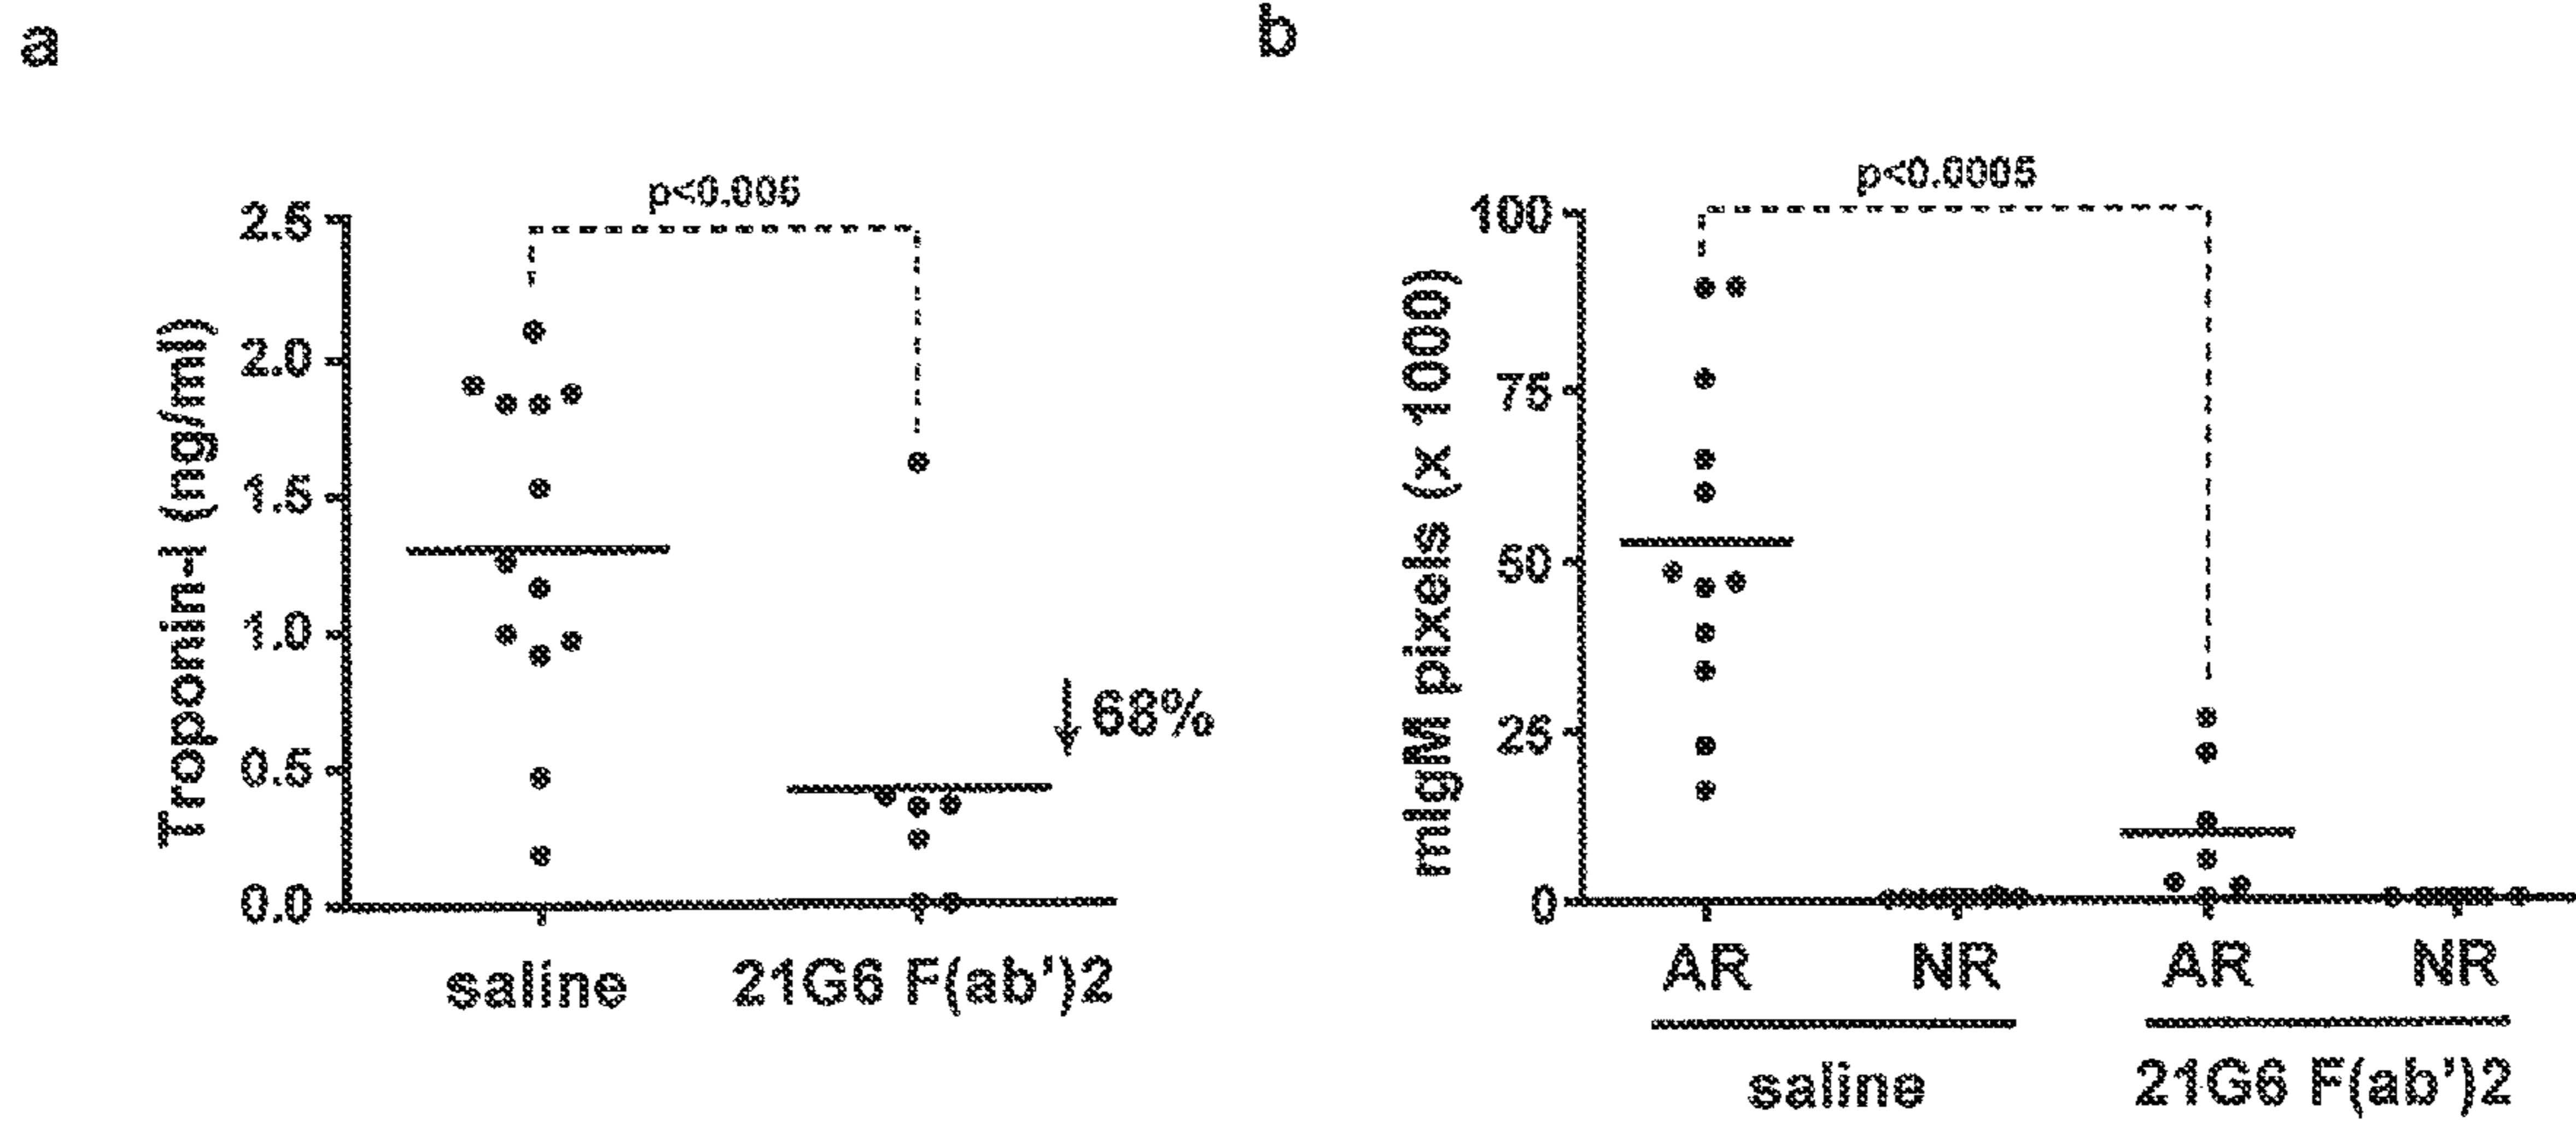 a
p<0.005
2.5
2.0
1.5
1.0
0.5
0.0
Troponin-I (ng/ml)
↓ 68%
saline 21G6 F(ab')2
b
p<0.0005
100
75
50
25
0
mIgM pixels (x 1000)
AR NR AR NR
saline 21G6 F(ab')2